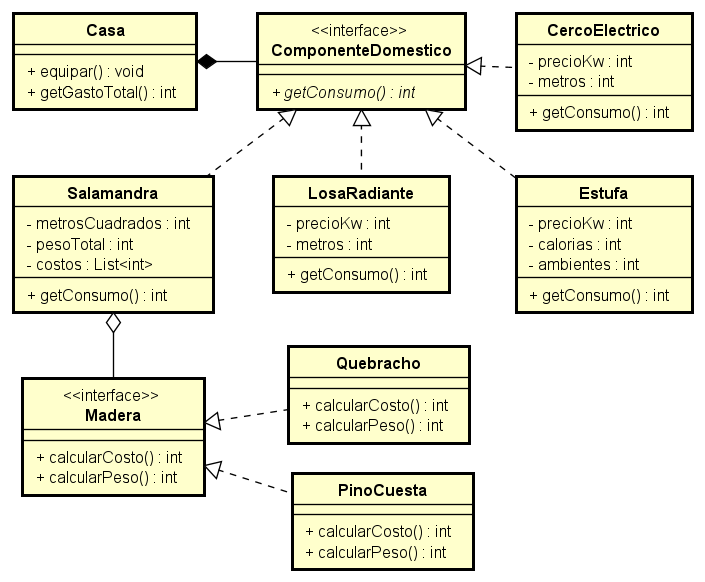 Casa
+ equipar() : void
+ getGastoTotal() : int
<<interface>>
ComponenteDomestico
+ getConsumo() : int
CercoElectrico
- precioKw : int
- metros : int
+ getConsumo() : int
Salamandra
- metrosCuadrados : int
- pesoTotal : int
- costos : List<int>
+ getConsumo() : int
LosaRadiante
- precioKw : int
- metros : int
+ getConsumo() : int
Estufa
- precioKw : int
- calorias : int
- ambientes : int
+ getConsumo() : int
<<interface>>
Madera
+ calcularCosto() : int
+ calcularPeso() : int
Quebracho
+ calcularCosto() : int
+ calcularPeso() : int
PinoCuesta
+ calcularCosto() : int
+ calcularPeso() : int